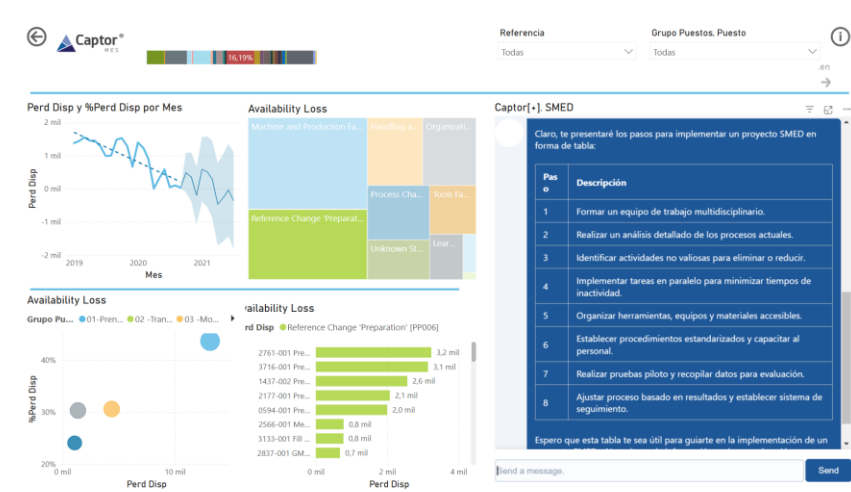 Captor®
MES
16,19%
Referencia
Todas
Grupo Puestos, Puesto
Todas
Perd Disp y %Perd Disp por Mes
2 mil
1 mil
0 mil
-1 mil
-2 mil
Perd Disp
2019
2020
2021
Mes
Availability Loss
Machine and Production Fa...
Handling a...
Organizati...
Process Cha...
Tools Fa...
Reference Change 'Preparat...
Unknown St...
Lear...
Availability Loss
Grupo Pu...
01-Pren...
02 -Tran...
03 -Mo...
40%
30%
20%
%Perd Disp
0 mil
10 mil
Perd Disp
vailability Loss
rd Disp
Reference Change 'Preparation' [PP006]
2761-001 Pre... 3,2 mil
3716-001 Pre... 3,1 mil
1437-002 Pre... 2,6 mil
2177-001 Pre... 2,1 mil
0594-001 Pre... 2,0 mil
2566-001 Me... 0,8 mil
3133-001 Fill ... 0,8 mil
2837-001 GM... 0,7 mil
0 mil
2 mil
4 mil
Perd Disp
Captor[+]. SMED
Claro, te presentaré los pasos para implementar un proyecto SMED en
forma de tabla:
Pas
o
Descripción
1 Formar un equipo de trabajo multidisciplinario.
2 Realizar un análisis detallado de los procesos actuales.
3 Identificar actividades no valiosas para eliminar o reducir.
4 Implementar tareas en paralelo para minimizar tiempos de
inactividad.
5 Organizar herramientas, equipos y materiales accesibles.
6 Establecer procedimientos estandarizados y capacitar al
personal.
7 Realizar pruebas piloto y recopilar datos para evaluación.
8 Ajustar proceso basado en resultados y establecer sistema de
seguimiento.
Espero que esta tabla te sea útil para guiarte en la implementación de un
Send a message.
Send